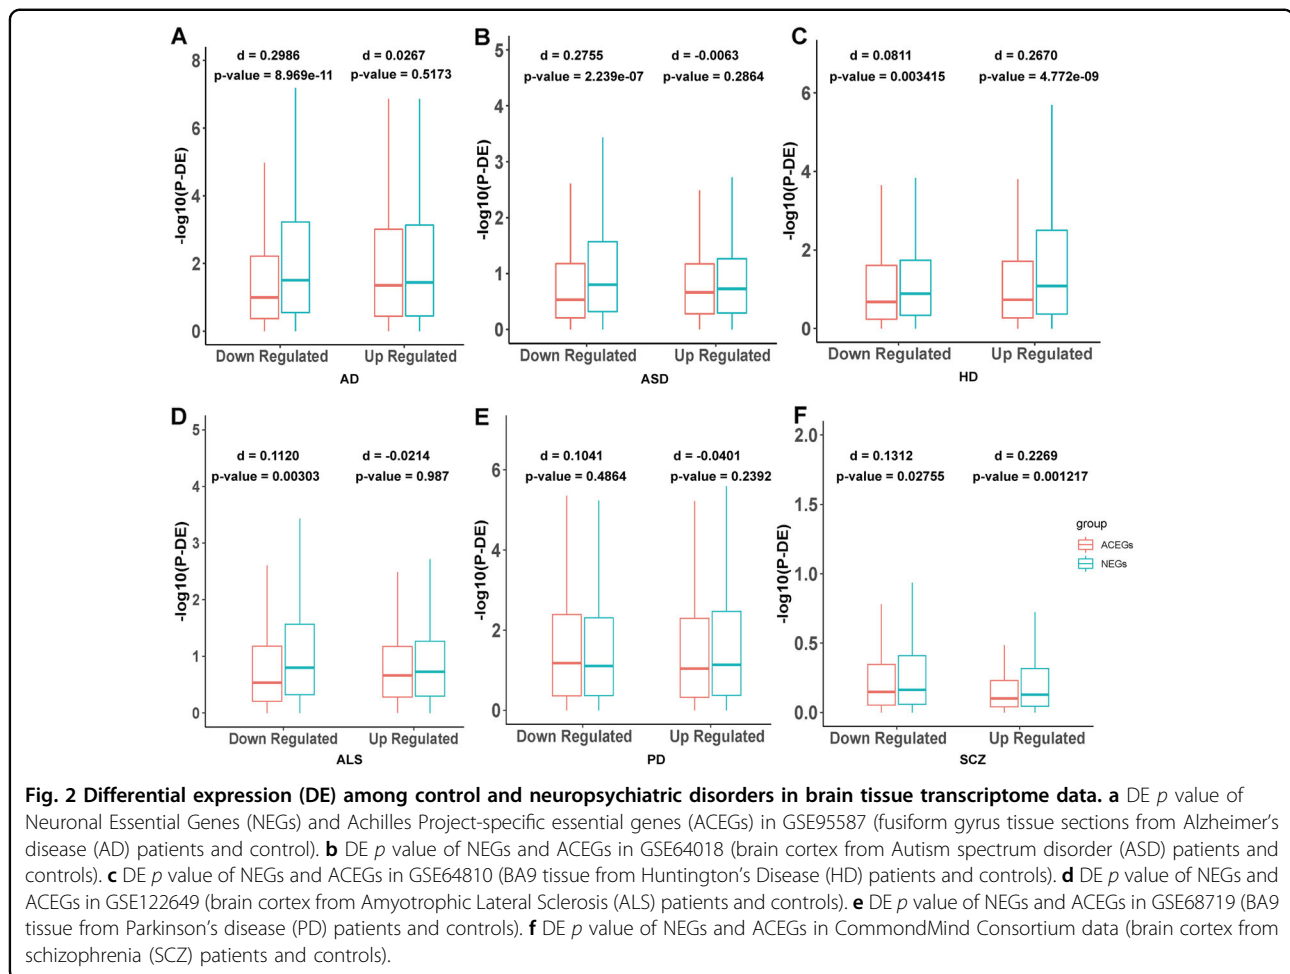 A
d = 0.2986 d = 0.0267
p-value = 8.969e-11 p-value = 0.5173
-log10(P-DE)
8
6
4
2
0
Down Regulated Up Regulated
AD
B
d = 0.2755 d = -0.0063
p-value = 2.239e-07 p-value = 0.2864
-log10(P-DE)
5
4
3
2
1
0
Down Regulated Up Regulated
ASD
C
d = 0.0811 d = 0.2670
p-value = 0.003415 p-value = 4.772e-09
-log10(P-DE)
6
4
2
0
Down Regulated Up Regulated
HD
D
d = 0.1120 d = -0.0214
p-value = 0.00303 p-value = 0.987
-log10(P-DE)
5
4
3
2
1
0
Down Regulated Up Regulated
ALS
E
d = 0.1041 d = -0.0401
p-value = 0.4864 p-value = 0.2392
-log10(P-DE)
6
4
2
0
Down Regulated Up Regulated
PD
F
d = 0.1312 d = 0.2269
p-value = 0.02755 p-value = 0.001217
-log10(P-DE)
2.0
1.5
1.0
0.5
0.0
Down Regulated Up Regulated
SCZ
group
ACEGs
NEGs
Fig. 2 Differential expression (DE) among control and neuropsychiatric disorders in brain tissue transcriptome data. a DE p value of
Neuronal Essential Genes (NEGs) and Achilles Project-specific essential genes (ACEGs) in GSE95587 (fusiform gyrus tissue sections from Alzheimer's
disease (AD) patients and control). b DE p value of NEGs and ACEGs in GSE64018 (brain cortex from Autism spectrum disorder (ASD) patients and
controls). c DE p value of NEGs and ACEGs in GSE64810 (BA9 tissue from Huntington's Disease (HD) patients and controls). d DE p value of NEGs and
ACEGs in GSE122649 (brain cortex from Amyotrophic Lateral Sclerosis (ALS) patients and controls). e DE p value of NEGs and ACEGs in GSE68719 (BA9
tissue from Parkinson's disease (PD) patients and controls). f DE p value of NEGs and ACEGs in CommondMind Consortium data (brain cortex from
schizophrenia (SCZ) patients and controls).